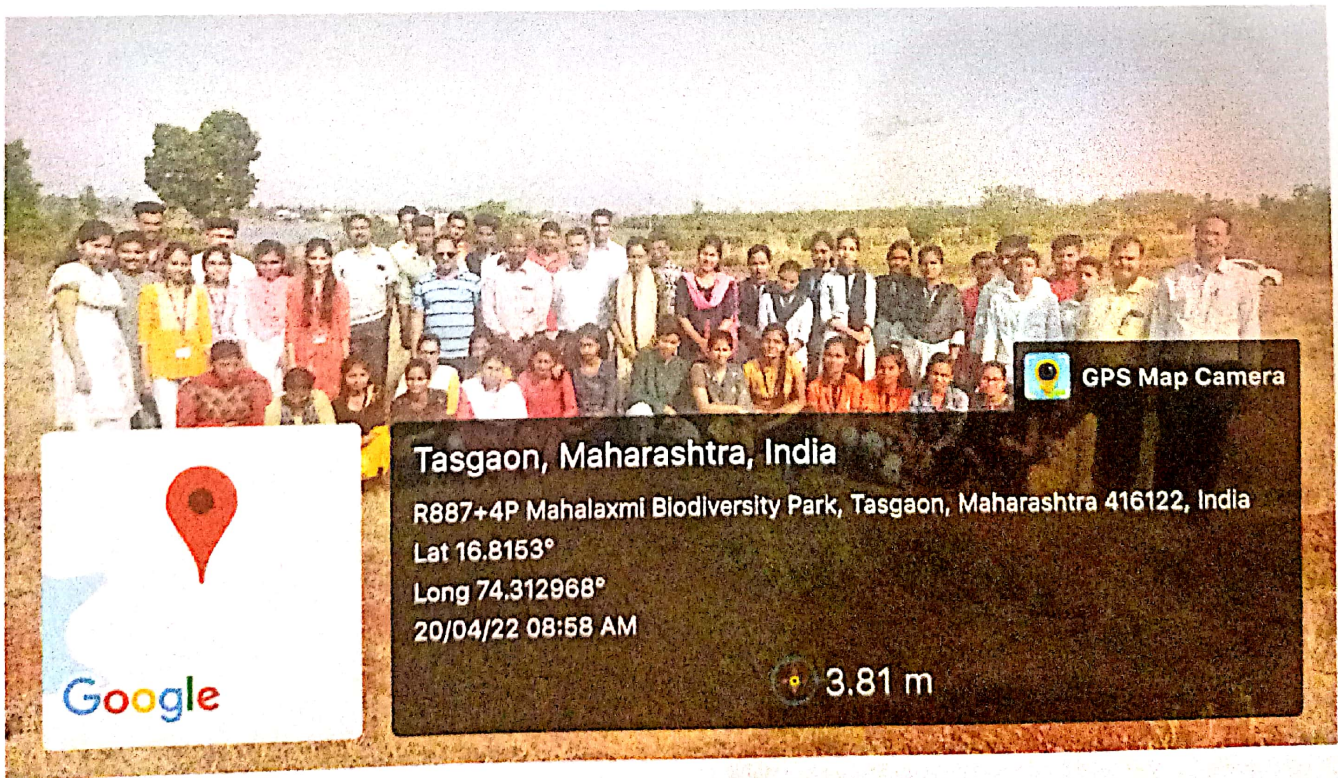 GPS Map Camera
Tasgaon, Maharashtra, India
R887+4P Mahalaxmi Biodiversity Park, Tasgaon, Maharashtra 416122, India
Lat 16.8153°
Long 74.312968°
20/04/22 08:58 AM
3.81 m
Google